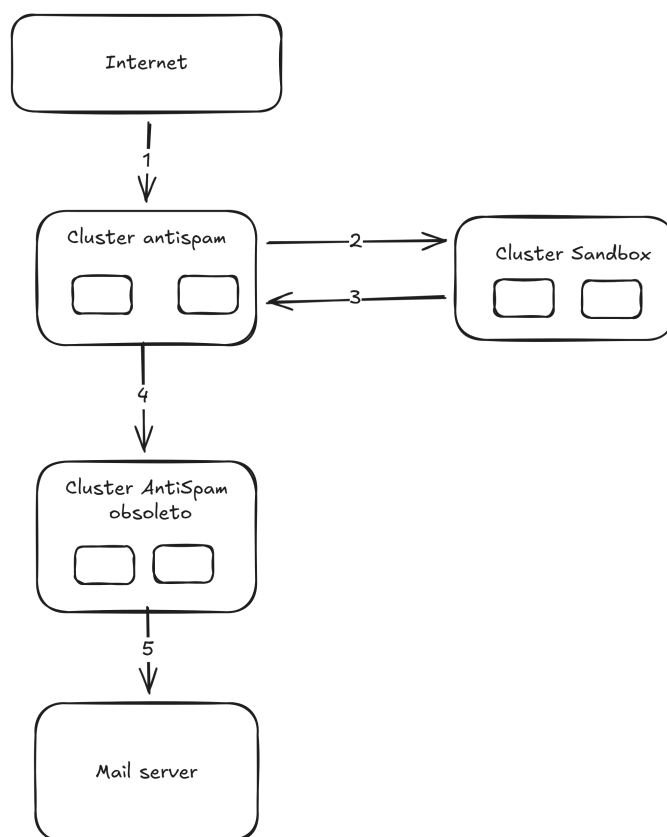 Internet
1
Cluster antispam
2
Cluster Sandbox
3
4
Cluster AntiSpam
obsoleto
5
Mail server